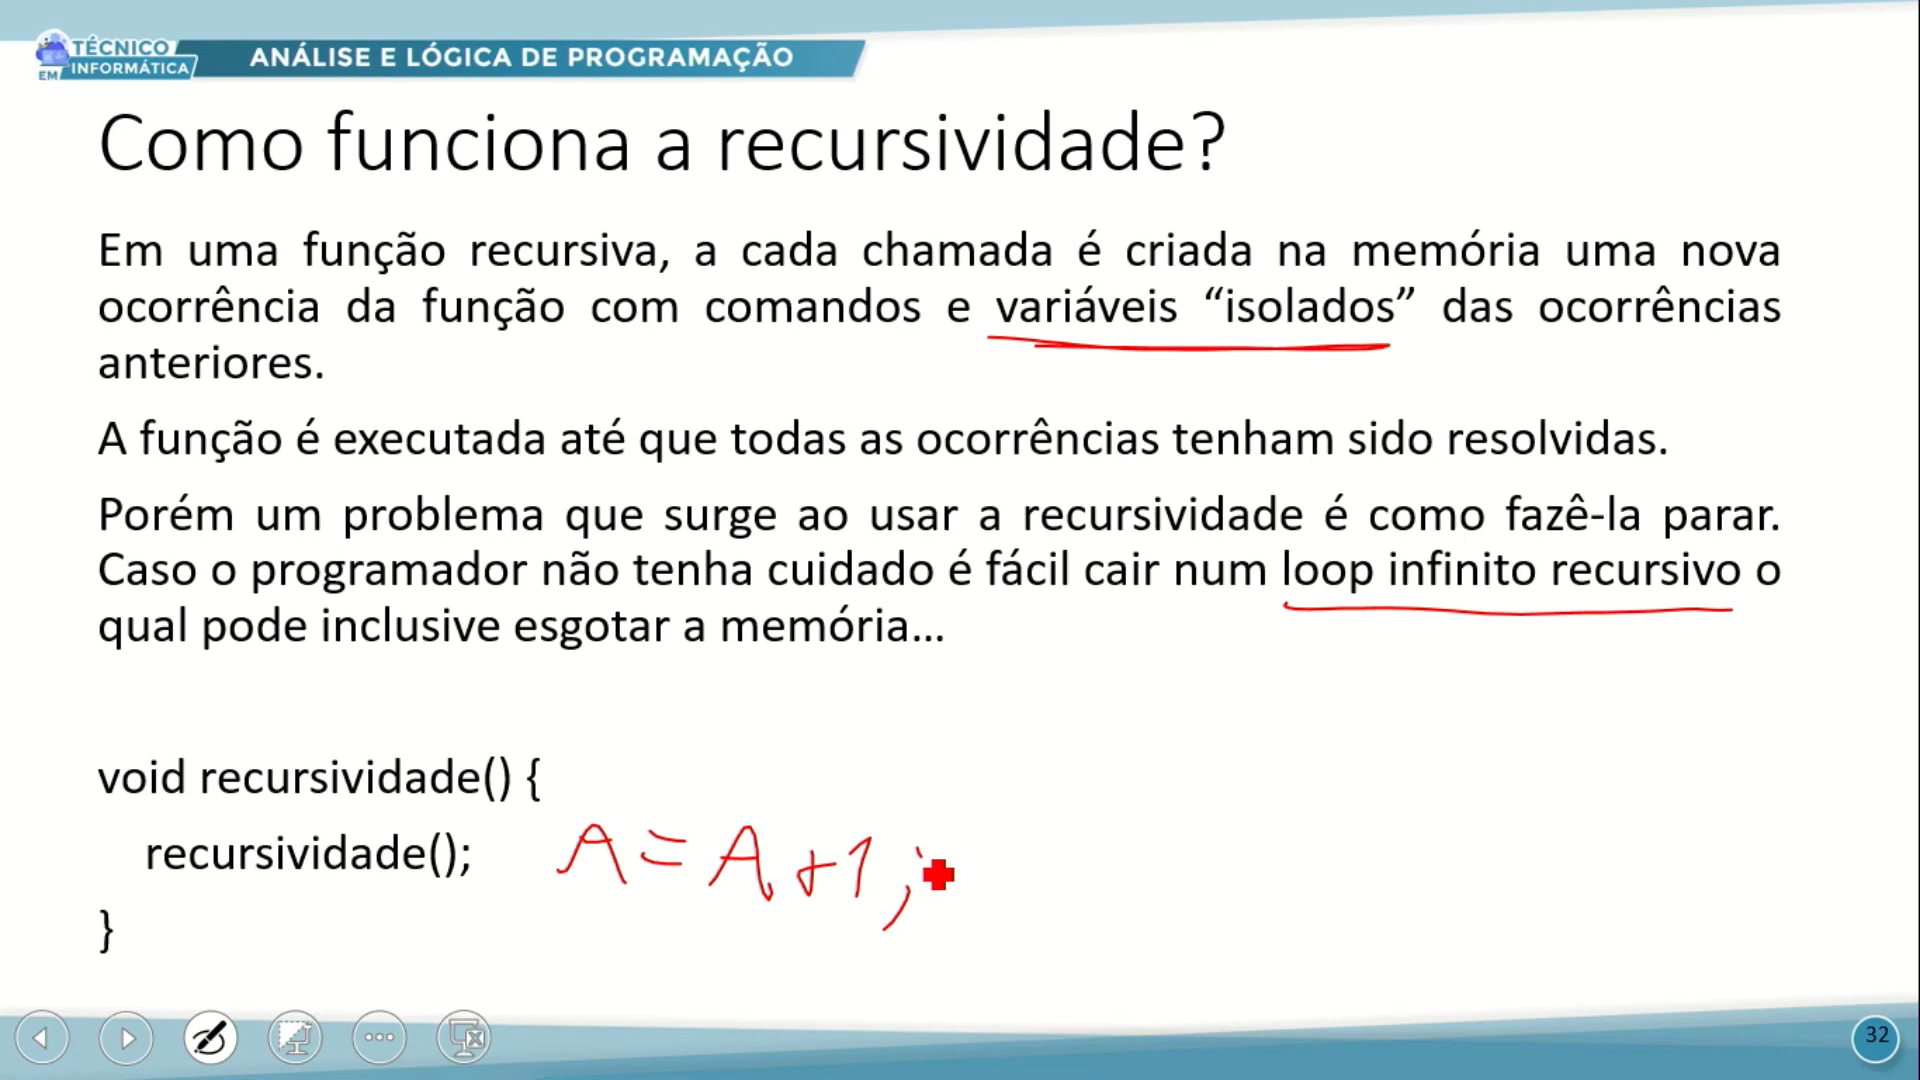 TÉCNICO
EM INFORMÁTICA
ANÁLISE E LÓGICA DE PROGRAMAÇÃO
Como funciona a recursividade?
Em uma função recursiva, a cada chamada é criada na memória uma nova
ocorrência da função com comandos e variáveis “isolados” das ocorrências
anteriores.
A função é executada até que todas as ocorrências tenham sido resolvidas.
Porém um problema que surge ao usar a recursividade é como fazê-la parar.
Caso o programador não tenha cuidado é fácil cair num loop infinito recursivo o
qual pode inclusive esgotar a memória...
void recursividade() {
recursividade();
A = A + 1 ;
}
32